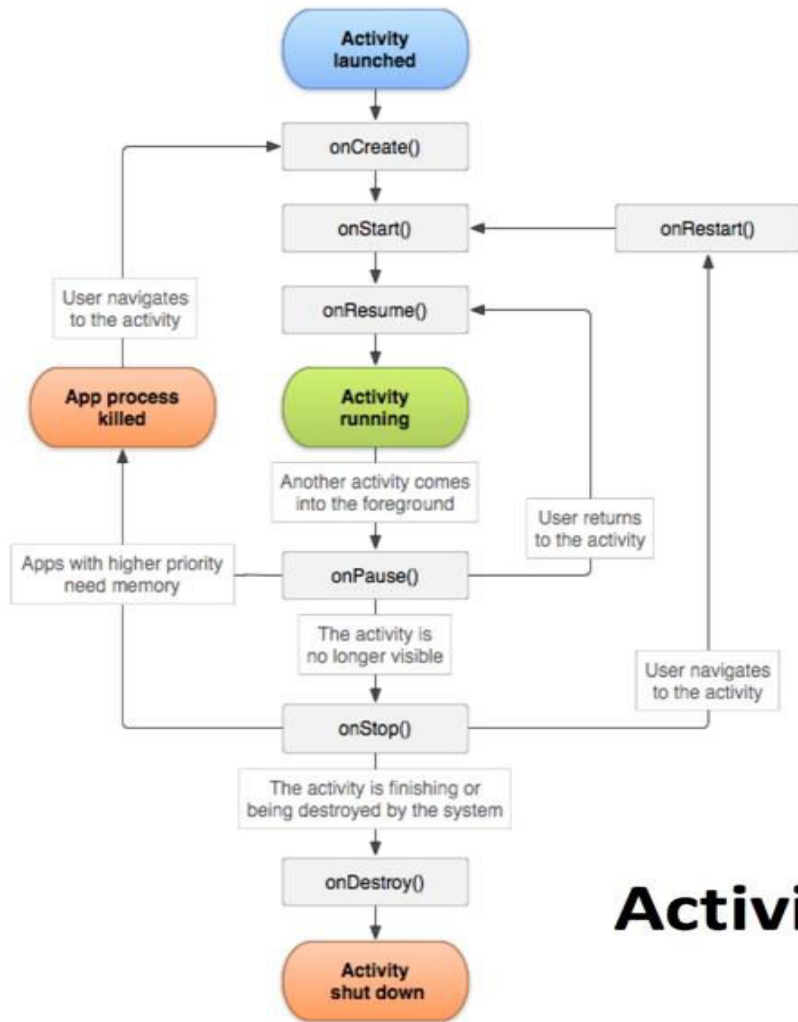 Activity
launched
onCreate()
onStart()
onRestart()
User navigates
to the activity
onResume()
App process
killed
Activity
running
Another activity comes
into the foreground
User returns
to the activity
Apps with higher priority
need memory
onPause()
The activity is
no longer visible
User navigates
to the activity
onStop()
The activity is finishing or
being destroyed by the system
onDestroy()
Activi
Activity
shut down